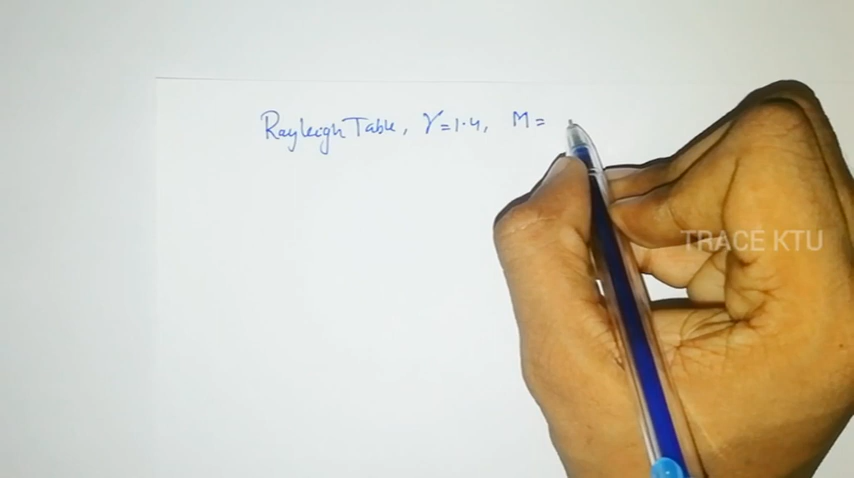 Rayleigh Table, γ=1.4, M=
TRACE KTU